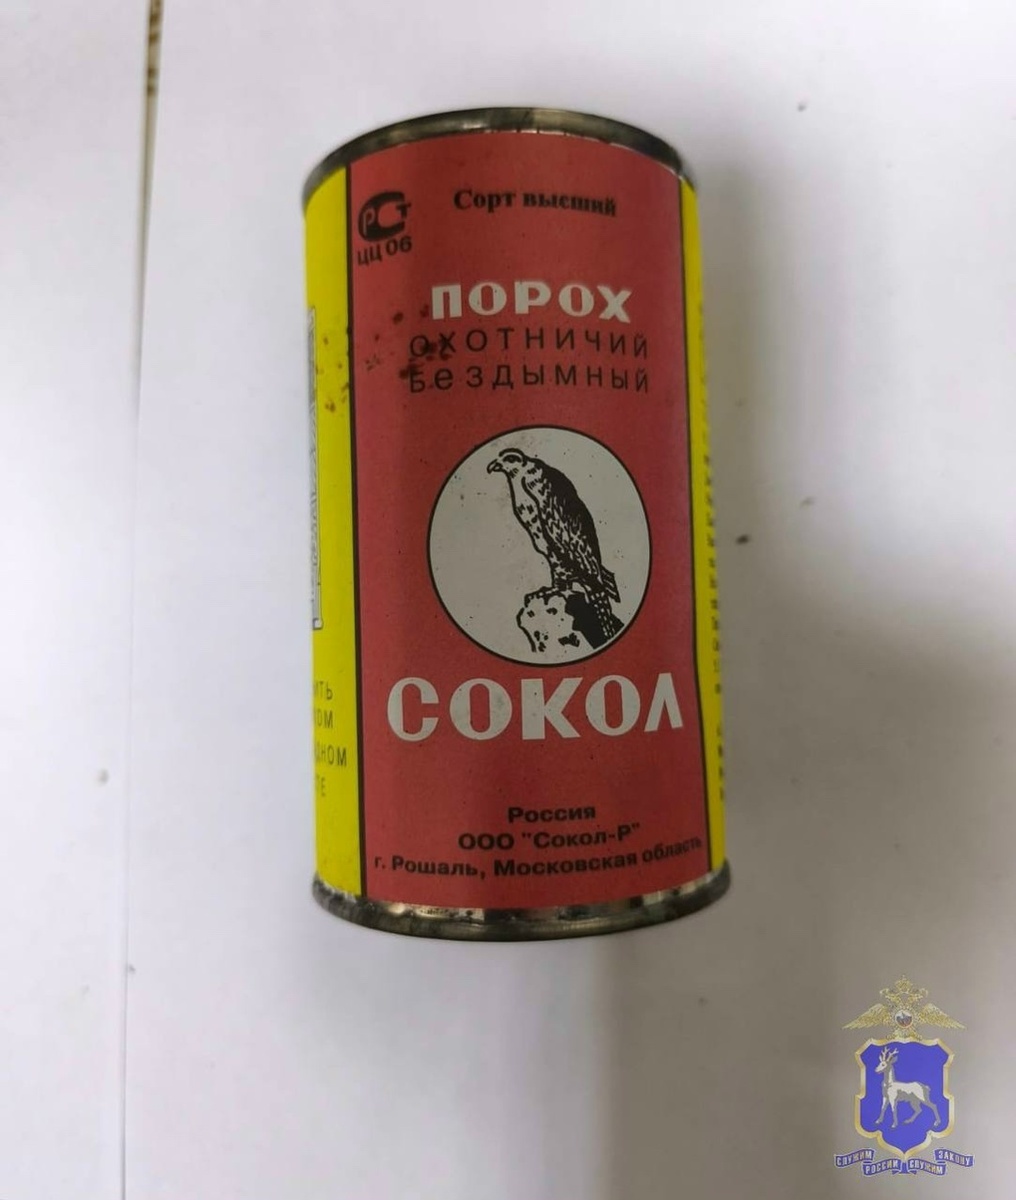 Сорт высший
РСТ
ЦЦ 06
ПОРОХ
охотничий
бездымный
СОКОЛ
Россия
ООО "Сокол-Р"
г. Рошаль, Московская область
СЛУЖИМ РОССИИ СЛУЖИМ ЗАКОНУ